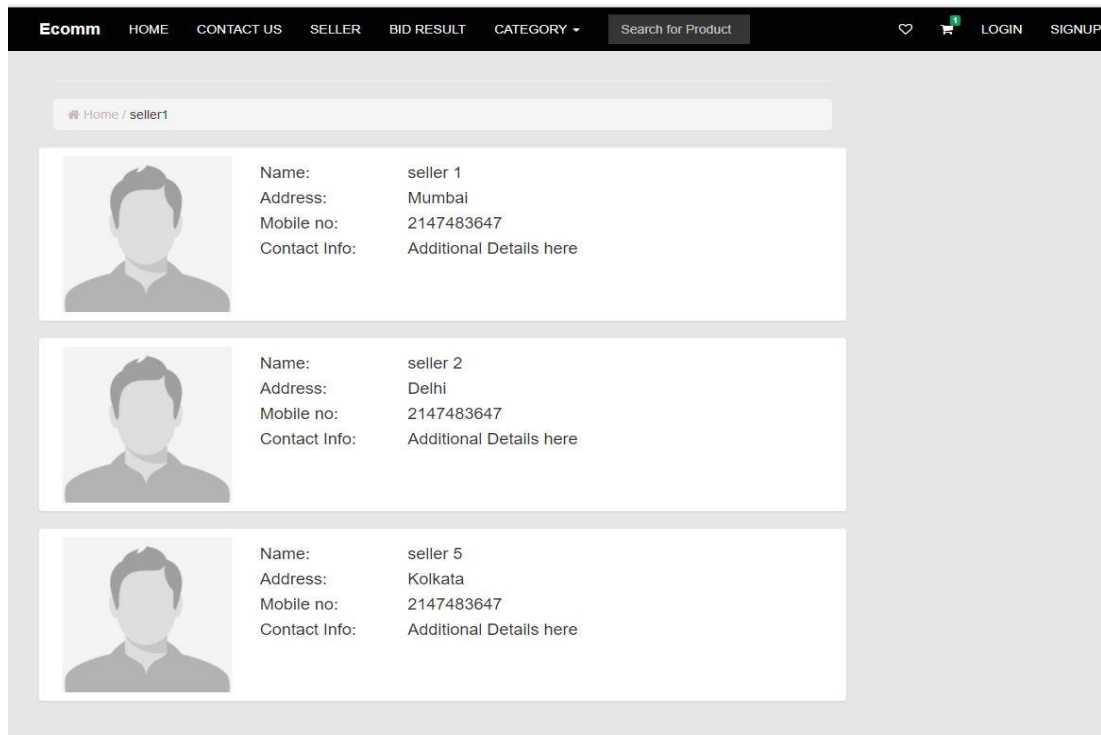 Ecomm HOME CONTACT US SELLER BID RESULT CATEGORY Search for Product 1 LOGIN SIGNUP
Home / seller1
Name: seller 1
Address: Mumbai
Mobile no: 2147483647
Contact Info: Additional Details here
Name: seller 2
Address: Delhi
Mobile no: 2147483647
Contact Info: Additional Details here
Name: seller 5
Address: Kolkata
Mobile no: 2147483647
Contact Info: Additional Details here